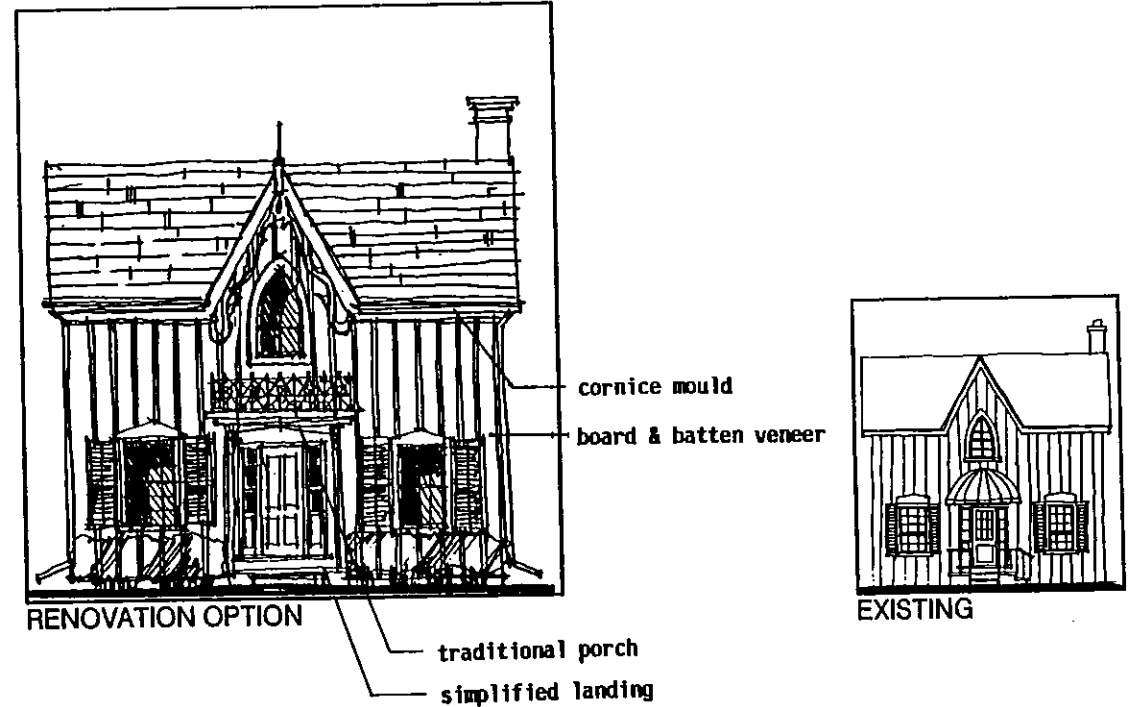 cornice mould
board & batten veneer
RENOVATION OPTION
EXISTING
traditional porch
simplified landing